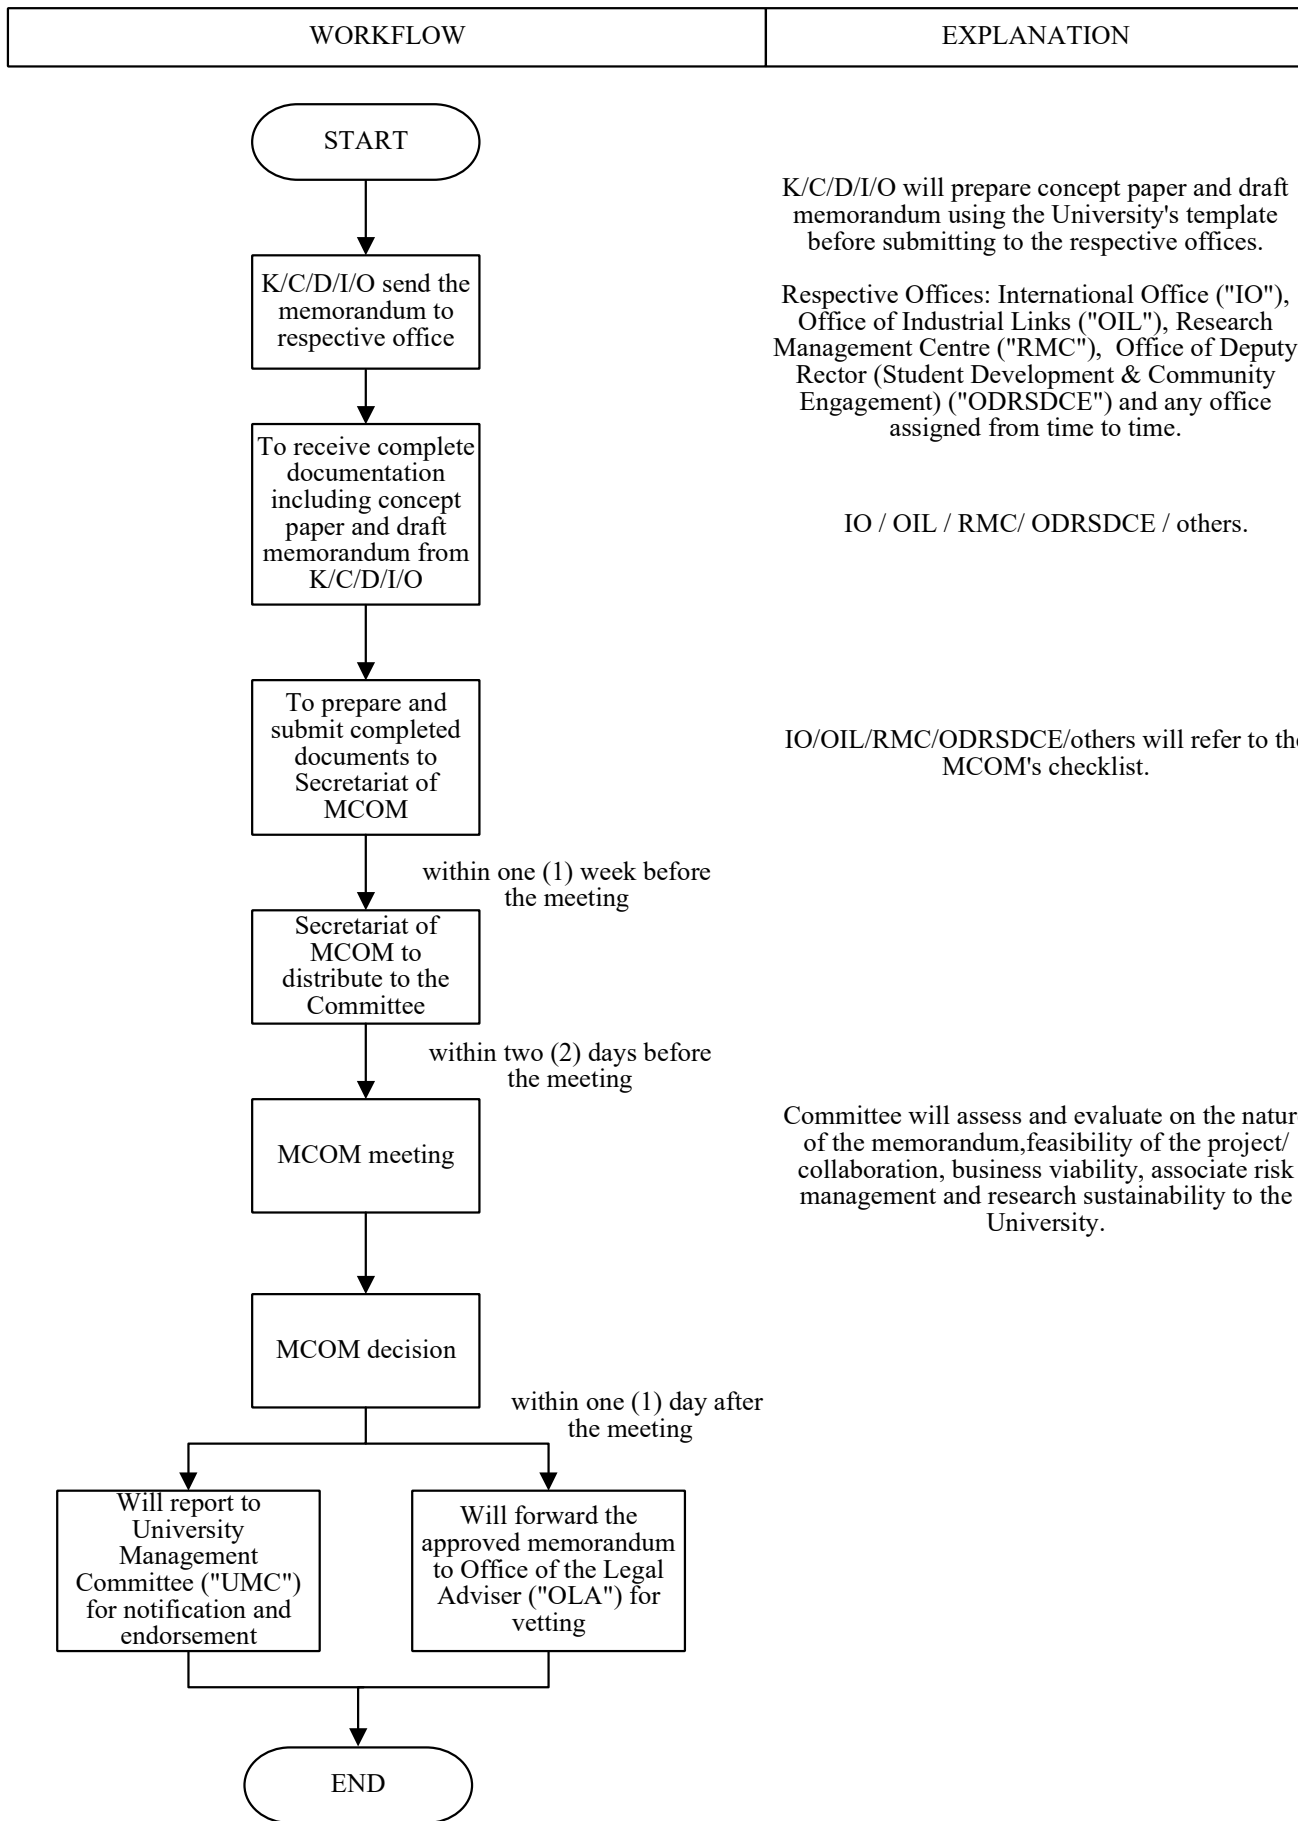 WORKFLOW
EXPLANATION
START
K/C/D/I/O will prepare concept paper and draft
memorandum using the University's template
before submitting to the respective offices.
K/C/D/I/O send the
memorandum to
respective office
Respective Offices: International Office ("IO"),
Office of Industrial Links ("OIL"), Research
Management Centre ("RMC"),  Office of Deputy
Rector (Student Development & Community
Engagement) ("ODRSDCE") and any office
assigned from time to time.
To receive complete
documentation
including concept
paper and draft
memorandum from
K/C/D/I/O
IO / OIL / RMC/ ODRSDCE / others.
To prepare and
submit completed
documents to
Secretariat of
MCOM
IO/OIL/RMC/ODRSDCE/others will refer to the
MCOM's checklist.
within one (1) week before
the meeting
Secretariat of
MCOM to
distribute to the
Committee
within two (2) days before
the meeting
MCOM meeting
Committee will assess and evaluate on the natur
of the memorandum,feasibility of the project/
collaboration, business viability, associate risk
management and research sustainability to the
University.
MCOM decision
within one (1) day after
the meeting
Will report to
University
Management
Committee ("UMC")
for notification and
endorsement
Will forward the
approved memorandum
to Office of the Legal
Adviser ("OLA") for
vetting
END